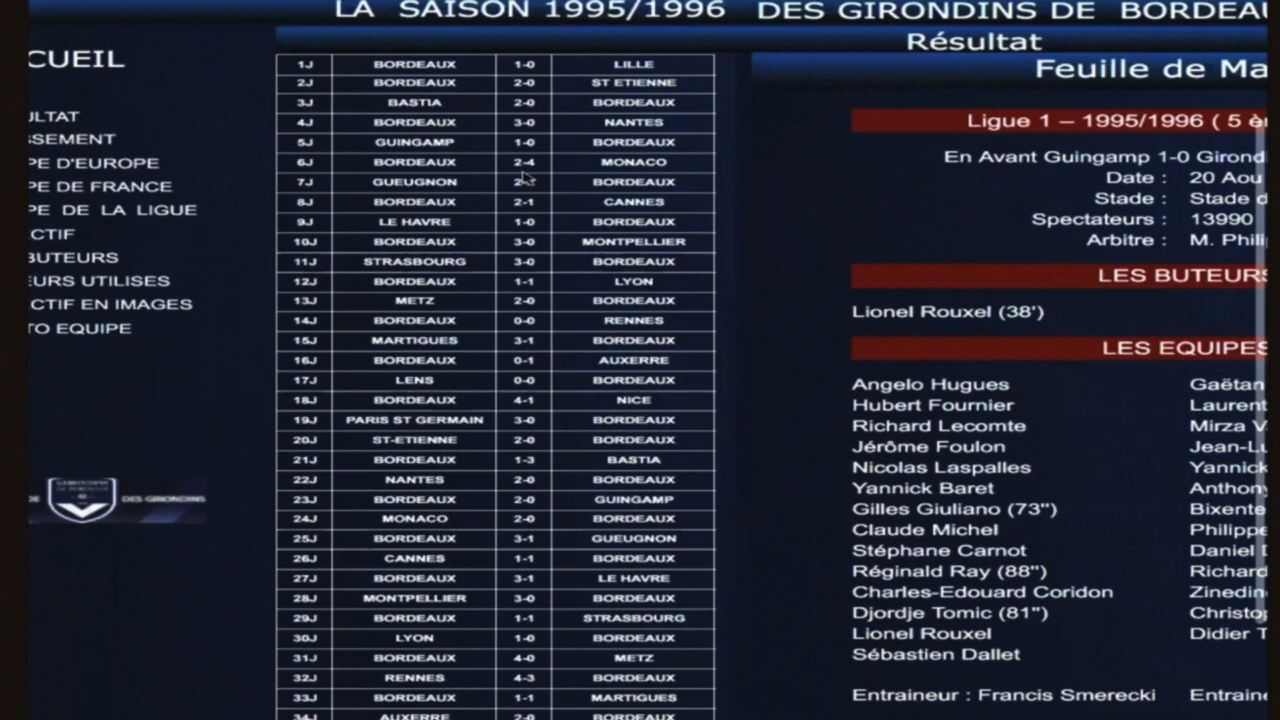 LA SAISON 1995/1996 DES GIRONDINS DE BORDEAU
Résultat
CUEIL
ULTAT
SSEMENT
PE D'EUROPE
PE DE FRANCE
PE DE LA LIGUE
CTIF
BUTEURS
EURS UTILISES
CTIF EN IMAGES
TO EQUIPE
DES GIRONDINS
1J BORDEAUX 1-0 LILLE
2J BORDEAUX 2-0 ST ETIENNE
3J BASTIA 2-0 BORDEAUX
4J BORDEAUX 3-0 NANTES
5J GUINGAMP 1-0 BORDEAUX
6J BORDEAUX 2-4 MONACO
7J GUEUGNON BORDEAUX
8J BORDEAUX 2-1 CANNES
9J LE HAVRE 1-0 BORDEAUX
10J BORDEAUX 3-0 MONTPELLIER
11J STRASBOURG 3-0 BORDEAUX
12J BORDEAUX 1-1 LYON
13J METZ 2-0 BORDEAUX
14J BORDEAUX 0-0 RENNES
15J MARTIGUES 3-1 BORDEAUX
16J BORDEAUX 0-1 AUXERRE
17J LENS 0-0 BORDEAUX
18J BORDEAUX 4-1 NICE
19J PARIS ST GERMAIN 3-0 BORDEAUX
20J ST-ETIENNE 2-0 BORDEAUX
21J BORDEAUX 1-3 BASTIA
22J NANTES 2-0 BORDEAUX
23J BORDEAUX 2-0 GUINGAMP
24J MONACO 2-0 BORDEAUX
25J BORDEAUX 3-1 GUEUGNON
26J CANNES 1-1 BORDEAUX
27J BORDEAUX 3-1 LE HAVRE
28J MONTPELLIER 3-0 BORDEAUX
29J BORDEAUX 1-1 STRASBOURG
30J LYON 1-0 BORDEAUX
31J BORDEAUX 4-0 METZ
32J RENNES 4-3 BORDEAUX
33J BORDEAUX 1-1 MARTIGUES
34J AUXERRE 2-0 BORDEAUX
Feuille de Ma
Ligue 1 – 1995/1996 ( 5 è
En Avant Guingamp 1-0 Girond
Date : 20 Aou
Stade : Stade d
Spectateurs : 13990
Arbitre : M. Phili
LES BUTEURS
Lionel Rouxel (38')
LES EQUIPES
Angelo Hugues Gaëtan
Hubert Fournier Laurent
Richard Lecomte Mirza V
Jérôme Foulon Jean-Lu
Nicolas Laspalles Yannick
Yannick Baret Anthony
Gilles Giuliano (73") Bixente
Claude Michel Philippe
Stéphane Carnot Daniel D
Réginald Ray (88") Richard
Charles-Edouard Coridon Zinedin
Djordje Tomic (81") Christop
Lionel Rouxel Didier T
Sébastien Dallet
Entraineur : Francis Smerecki Entraine